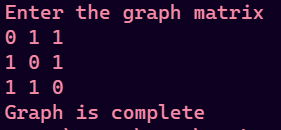 Enter the graph matrix
0 1 1
1 0 1
1 1 0
Graph is complete